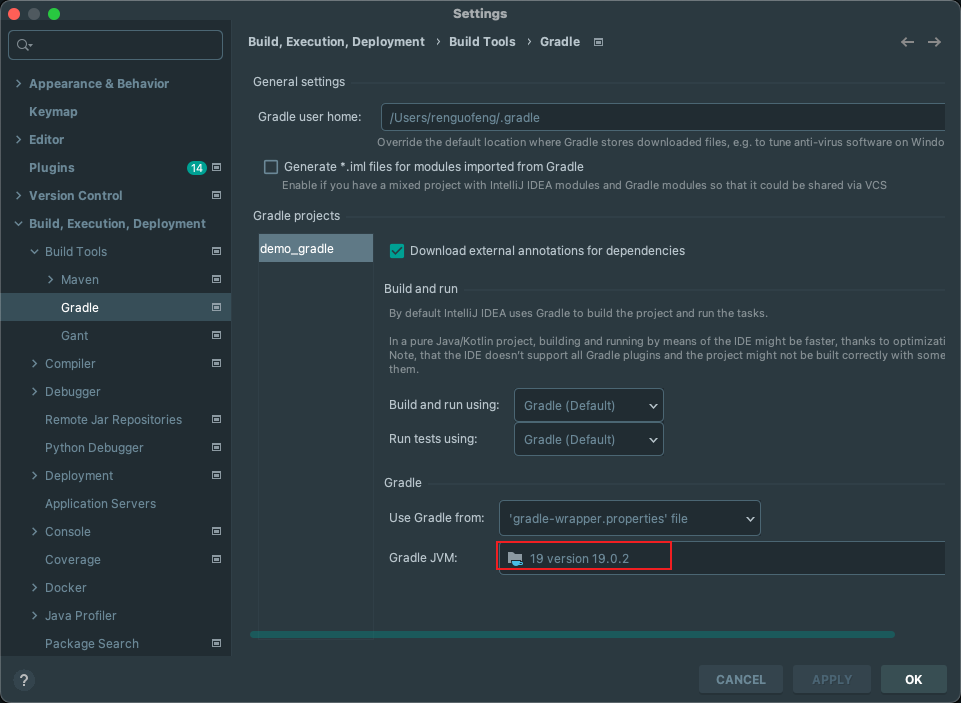 Settings
Build, Execution, Deployment › Build Tools › Gradle
Appearance & Behavior
Keymap
Editor
Plugins 14
Version Control
Build, Execution, Deployment
Build Tools
Maven
Gradle
Gant
Compiler
Debugger
Remote Jar Repositories
Python Debugger
Deployment
Application Servers
Console
Coverage
Docker
Java Profiler
Package Search
General settings
Gradle user home: /Users/renguofeng/.gradle
Override the default location where Gradle stores downloaded files, e.g. to tune anti-virus software on Windo
Generate *.iml files for modules imported from Gradle
Enable if you have a mixed project with IntelliJ IDEA modules and Gradle modules so that it could be shared via VCS
Gradle projects
demo_gradle
Download external annotations for dependencies
Build and run
By default IntelliJ IDEA uses Gradle to build the project and run the tasks.
In a pure Java/Kotlin project, building and running by means of the IDE might be faster, thanks to optimizati
Note, that the IDE doesn't support all Gradle plugins and the project might not be built correctly with some
them.
Build and run using: Gradle (Default)
Run tests using: Gradle (Default)
Gradle
Use Gradle from: 'gradle-wrapper.properties' file
Gradle JVM: 19 version 19.0.2
?
CANCEL
APPLY
OK